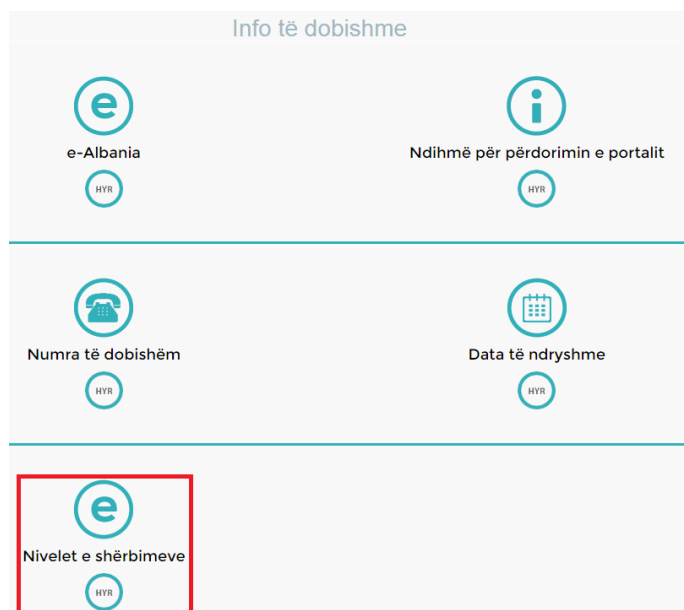 Info të dobishme
e
e-Albania
Ndihmë për përdorimin e portalit
HYR
HYR
Numra të dobishëm
Data të ndryshme
HYR
HYR
e
Nivelet e shërbimeve
HYR